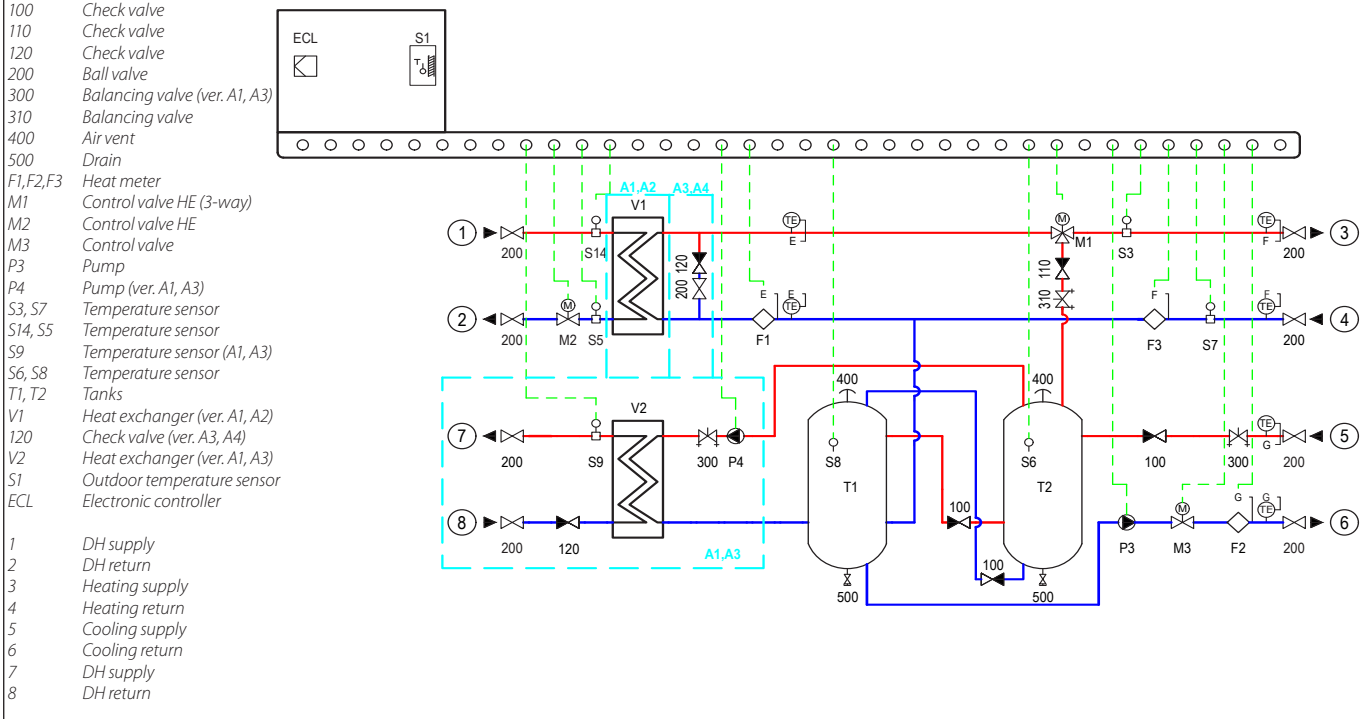 100 Check valve
110 Check valve
120 Check valve
200 Ball valve
300 Balancing valve (ver. A1, A3)
310 Balancing valve
400 Air vent
500 Drain
F1,F2,F3 Heat meter
M1 Control valve HE (3-way)
M2 Control valve HE
M3 Control valve
P3 Pump
P4 Pump (ver. A1, A3)
S3, S7 Temperature sensor
S14, S5 Temperature sensor
S9 Temperature sensor (A1, A3)
S6, S8 Temperature sensor
T1, T2 Tanks
V1 Heat exchanger (ver. A1, A2)
120 Check valve (ver. A3, A4)
V2 Heat exchanger (ver. A1, A3)
S1 Outdoor temperature sensor
ECL Electronic controller
1 DH supply
2 DH return
3 Heating supply
4 Heating return
5 Cooling supply
6 Cooling return
7 DH supply
8 DH return
ECL S1
T
A1,A2 A3,A4
V1
1 200 S14 120 TE E M M1 S3 TE F 200 3
200 110 310
2 200 M M2 S5 E F1 E TE F F3 S7 F TE 200 4
V2 400 400
7 200 S9 300 P4 S8 T1 S6 T2 100 300 TE G 200 5
8 200 120 100 P3 M M3 G F2 G TE 200 6
A1,A3
100
500 500